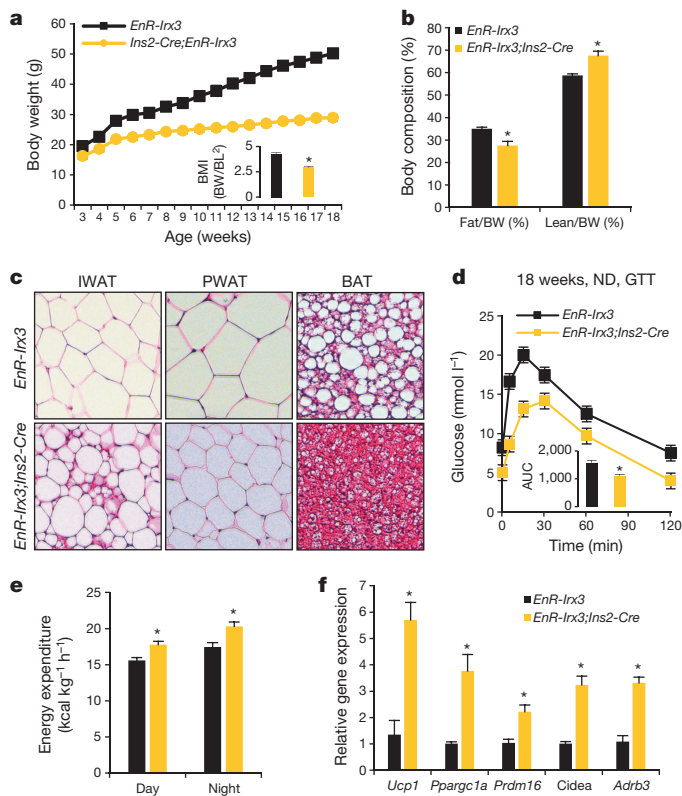 a
EnR-Irx3
Ins2-Cre;EnR-Irx3
Body weight (g)
60
50
40
30
20
10
0
3 4 5 6 7 8 9 10 11 12 13 14 15 16 17 18
Age (weeks)
BMI
(BW/BL²)
5
0
*
b
EnR-Irx3
EnR-Irx3;Ins2-Cre
Body composition (%)
80
70
60
50
40
30
20
10
0
*
*
Fat/BW (%) Lean/BW (%)
c
IWAT PWAT BAT
EnR-Irx3
EnR-Irx3;Ins2-Cre
d
18 weeks, ND, GTT
EnR-Irx3
EnR-Irx3;Ins2-Cre
Glucose (mmol l⁻¹)
25
20
15
10
5
0
0 30 60 90 120
Time (min)
AUC
2,000
1,000
0
*
e
Energy expenditure
(kcal kg⁻¹ h⁻¹)
25
20
15
10
5
0
*
*
Day Night
f
EnR-Irx3
EnR-Irx3;Ins2-Cre
Relative gene expression
7
6
5
4
3
2
1
0
*
*
*
*
*
Ucp1 Ppargc1a Prdm16 Cidea Adrb3